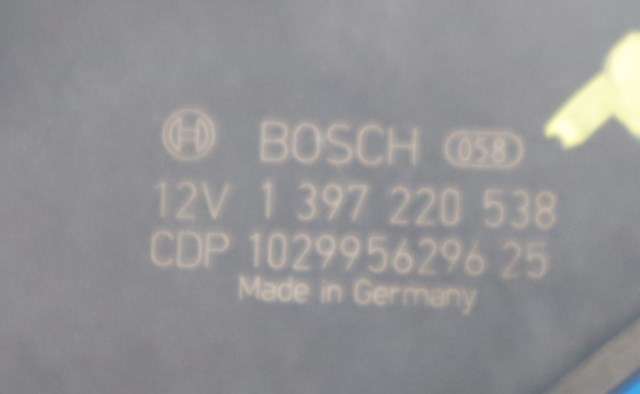 BOSCH 058
12V 1 397 220 538
CDP 1029956296 25
Made in Germany